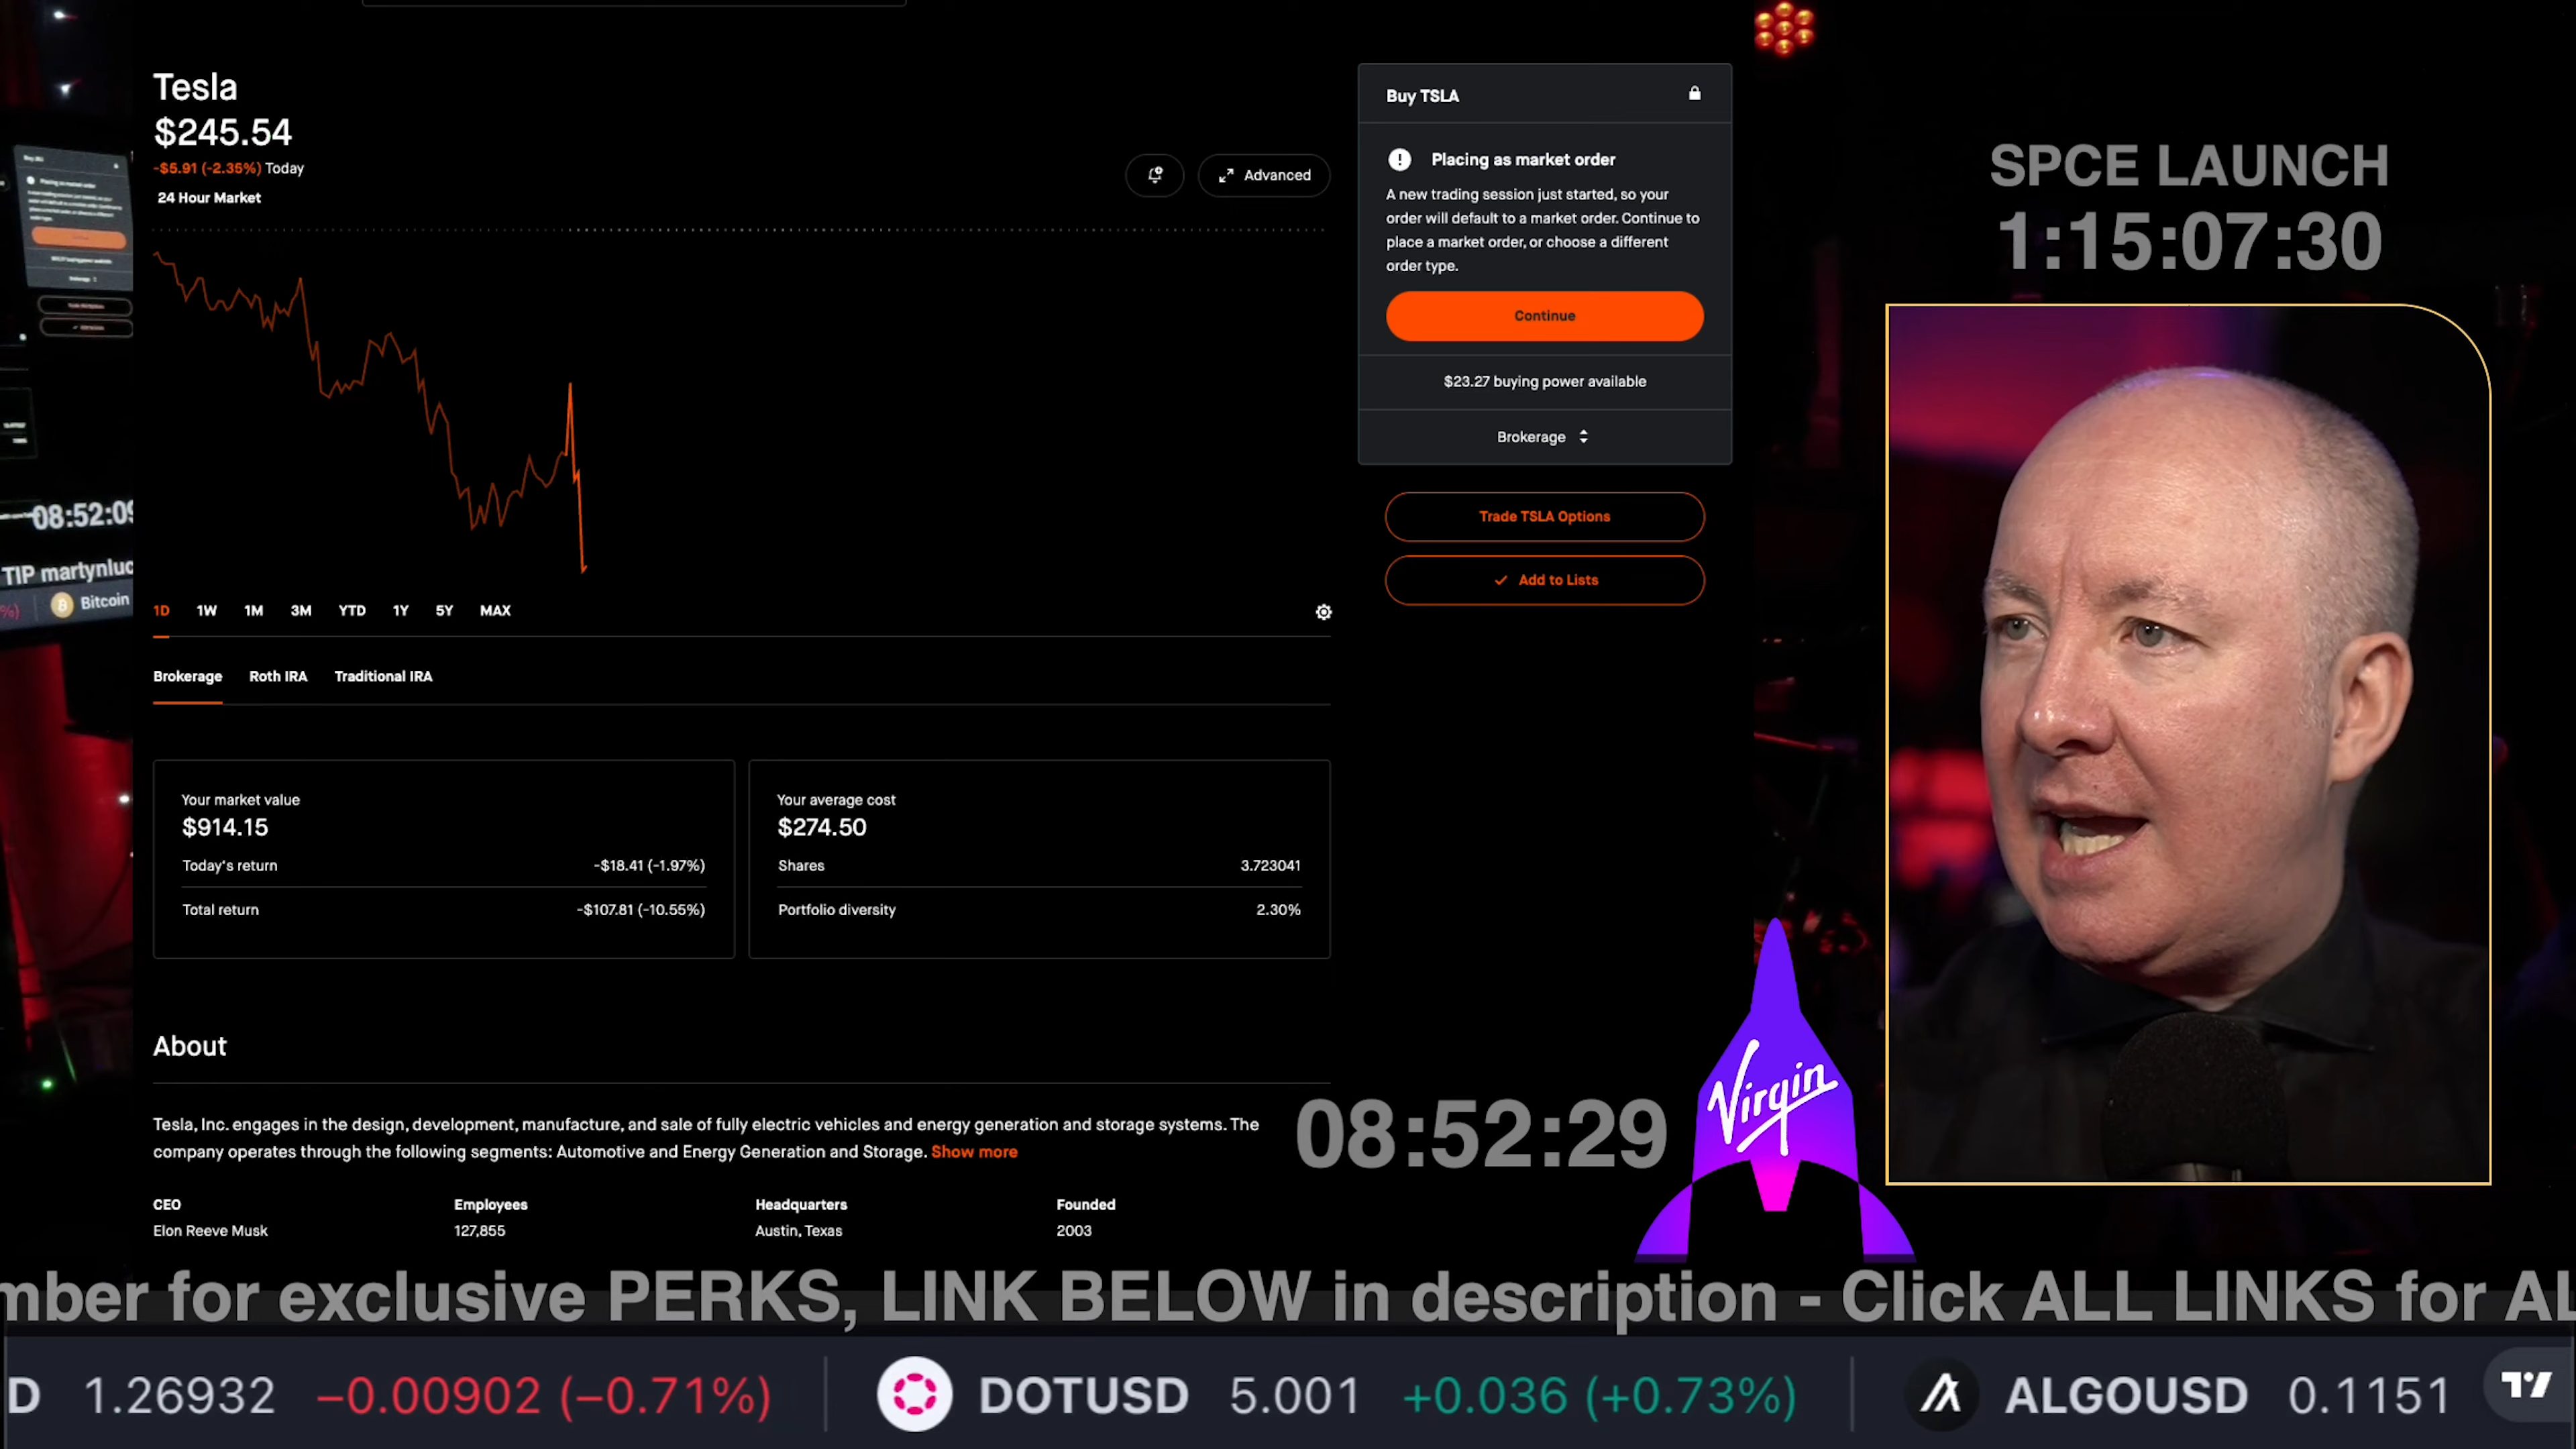 Tesla
$245.54
-$5.91 (-2.35%) Today
24 Hour Market
Advanced
Buy TSLA
Placing as market order
A new trading session just started, so your
order will default to a market order. Continue to
place a market order, or choose a different
order type.
Continue
$23.27 buying power available
Brokerage
Trade TSLA Options
Add to Lists
SPCE LAUNCH
1:15:07:30
08:52:09
TIP martynluc
%)
Bitcoin
1D 1W 1M 3M YTD 1Y 5Y MAX
Brokerage Roth IRA Traditional IRA
Your market value
$914.15
Today's return -$18.41 (-1.97%)
Total return -$107.81 (-10.55%)
Your average cost
$274.50
Shares 3.723041
Portfolio diversity 2.30%
About
Tesla, Inc. engages in the design, development, manufacture, and sale of fully electric vehicles and energy generation and storage systems. The
company operates through the following segments: Automotive and Energy Generation and Storage. Show more
CEO Employees Headquarters Founded
Elon Reeve Musk 127,855 Austin, Texas 2003
08:52:29
Virgin
mber for exclusive PERKS, LINK BELOW in description - Click ALL LINKS for AL
D 1.26932 −0.00902 (−0.71%) DOTUSD 5.001 +0.036 (+0.73%) ALGOUSD 0.1151